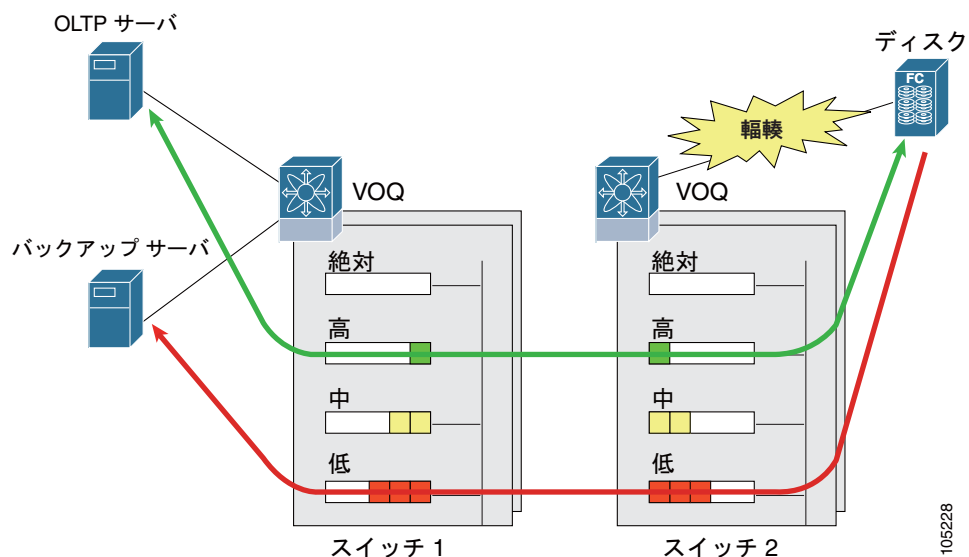 OLTP サーバ
ディスク
FC
輻輳
VOQ
VOQ
バックアップ サーバ
絶対
絶対
高
高
中
中
低
低
スイッチ 1
スイッチ 2
105228